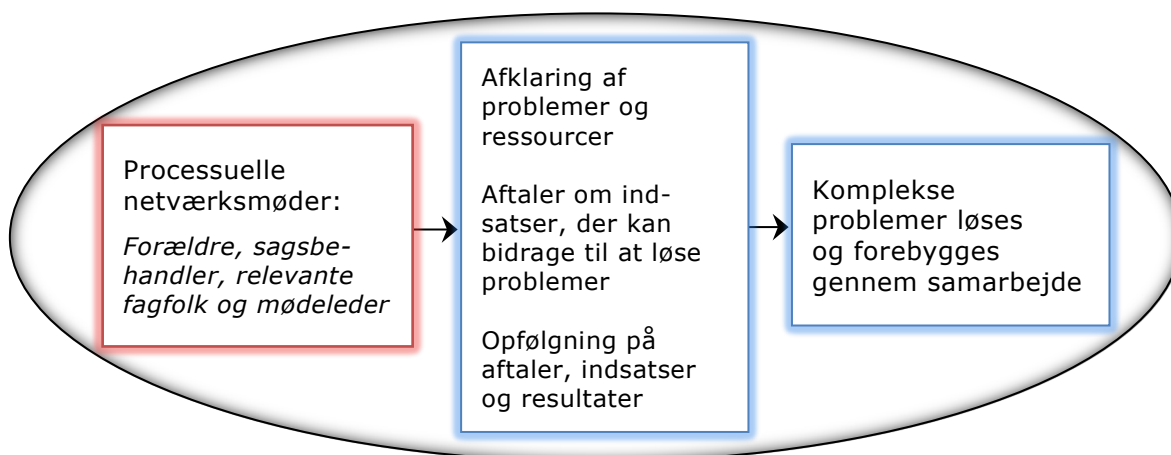 Processuelle
netværksmøder:
Forældre, sagsbe-
handler, relevante
fagfolk og mødeleder
Afklaring af
problemer og
ressourcer
Aftaler om ind-
satser, der kan
bidrage til at løse
problemer
Opfølgning på
aftaler, indsatser
og resultater
Komplekse
problemer løses
og forebygges
gennem samarbejde